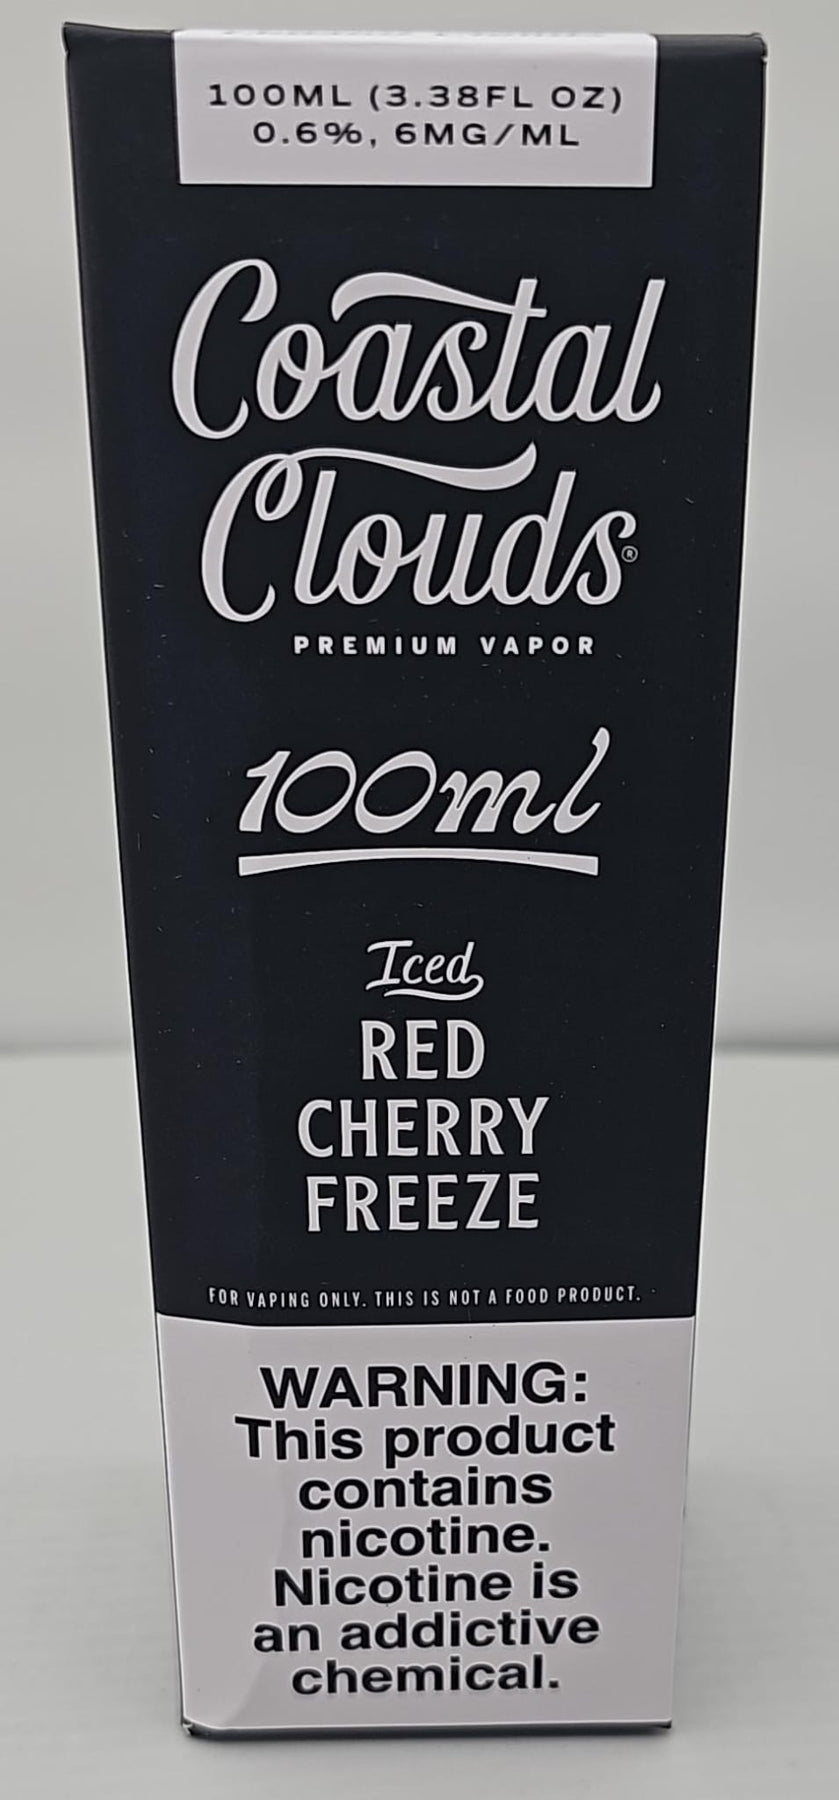 100ML (3.38FL OZ)
0.6%, 6MG/ML
Coastal
Clouds®
PREMIUM VAPOR
100ml
Iced
RED
CHERRY
FREEZE
FOR VAPING ONLY. THIS IS NOT A FOOD PRODUCT.
WARNING:
This product
contains
nicotine.
Nicotine is
an addictive
chemical.